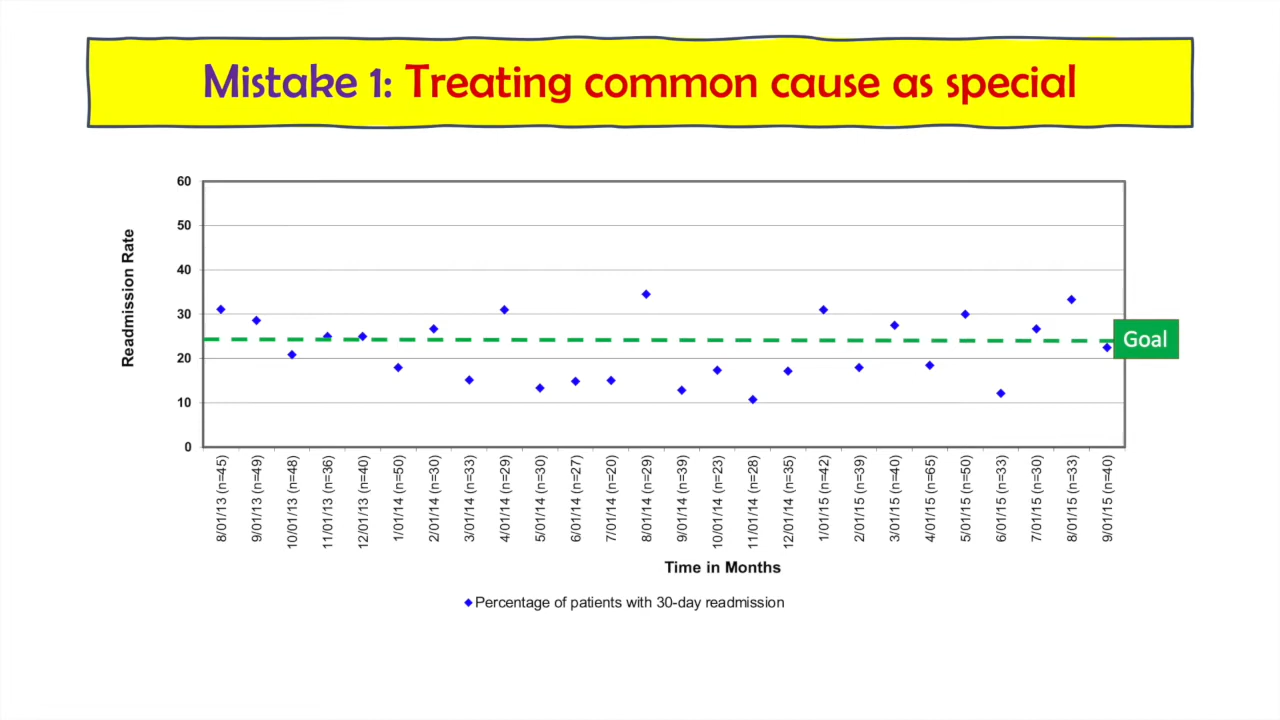 Mistake 1: Treating common cause as special
60
50
40
30
20
10
0
Readmission Rate
Goal
8/01/13 (n=45)
9/01/13 (n=49)
10/01/13 (n=48)
11/01/13 (n=36)
12/01/13 (n=40)
1/01/14 (n=50)
2/01/14 (n=30)
3/01/14 (n=33)
4/01/14 (n=29)
5/01/14 (n=30)
6/01/14 (n=27)
7/01/14 (n=20)
8/01/14 (n=29)
9/01/14 (n=39)
10/01/14 (n=23)
11/01/14 (n=28)
12/01/14 (n=35)
1/01/15 (n=42)
2/01/15 (n=39)
3/01/15 (n=40)
4/01/15 (n=65)
5/01/15 (n=50)
6/01/15 (n=33)
7/01/15 (n=30)
8/01/15 (n=33)
9/01/15 (n=40)
Time in Months
Percentage of patients with 30-day readmission